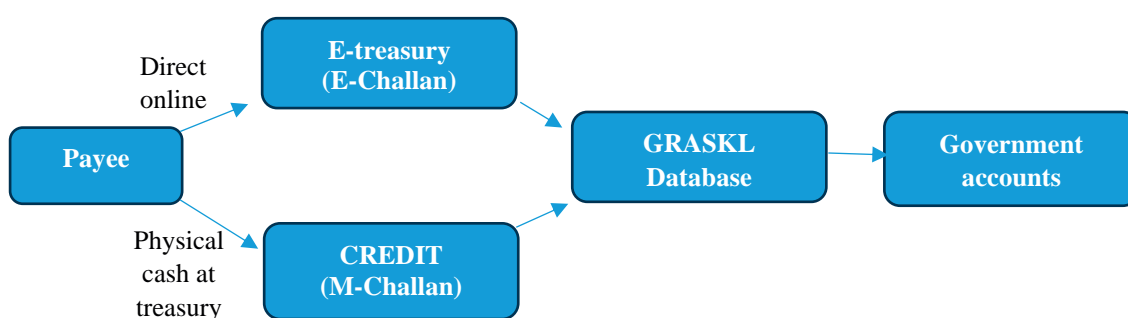 E-treasury
(E-Challan)
Direct
online
Payee
GRASKL
Database
Government
accounts
Physical
cash at
treasury
CREDIT
(M-Challan)